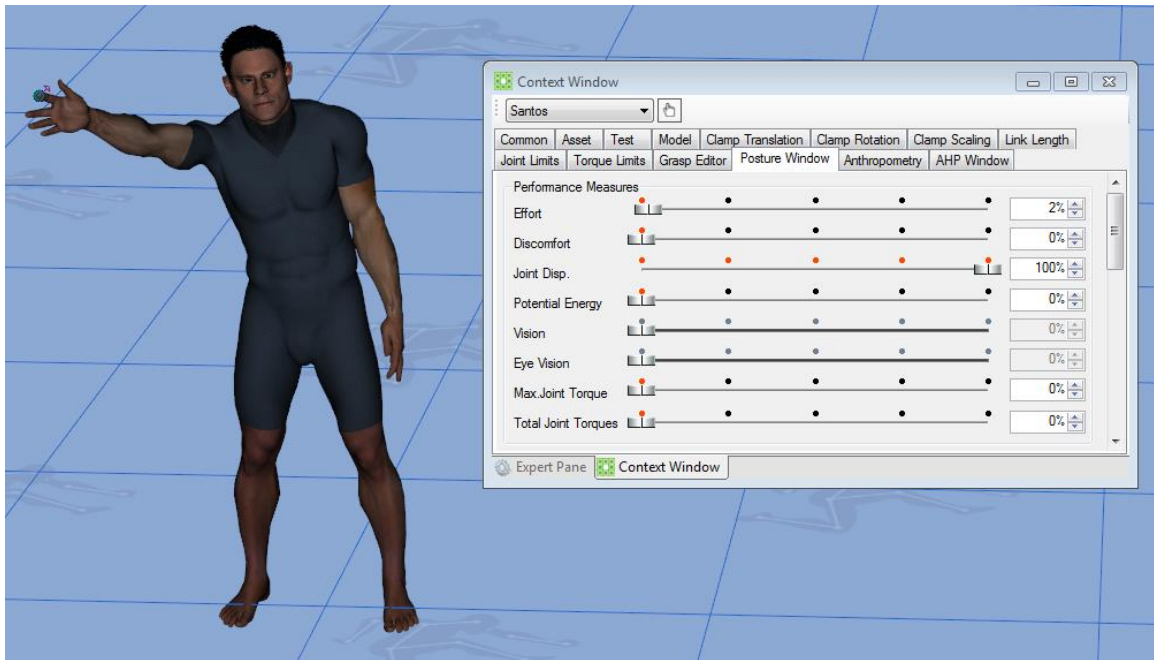 Context Window
Santos
Common Asset Test Model Clamp Translation Clamp Rotation Clamp Scaling Link Length
Joint Limits Torque Limits Grasp Editor Posture Window Anthropometry AHP Window
Performance Measures
Effort 2%
Discomfort 0%
Joint Disp. 100%
Potential Energy 0%
Vision 0%
Eye Vision 0%
Max.Joint Torque 0%
Total Joint Torques 0%
Expert Pane Context Window